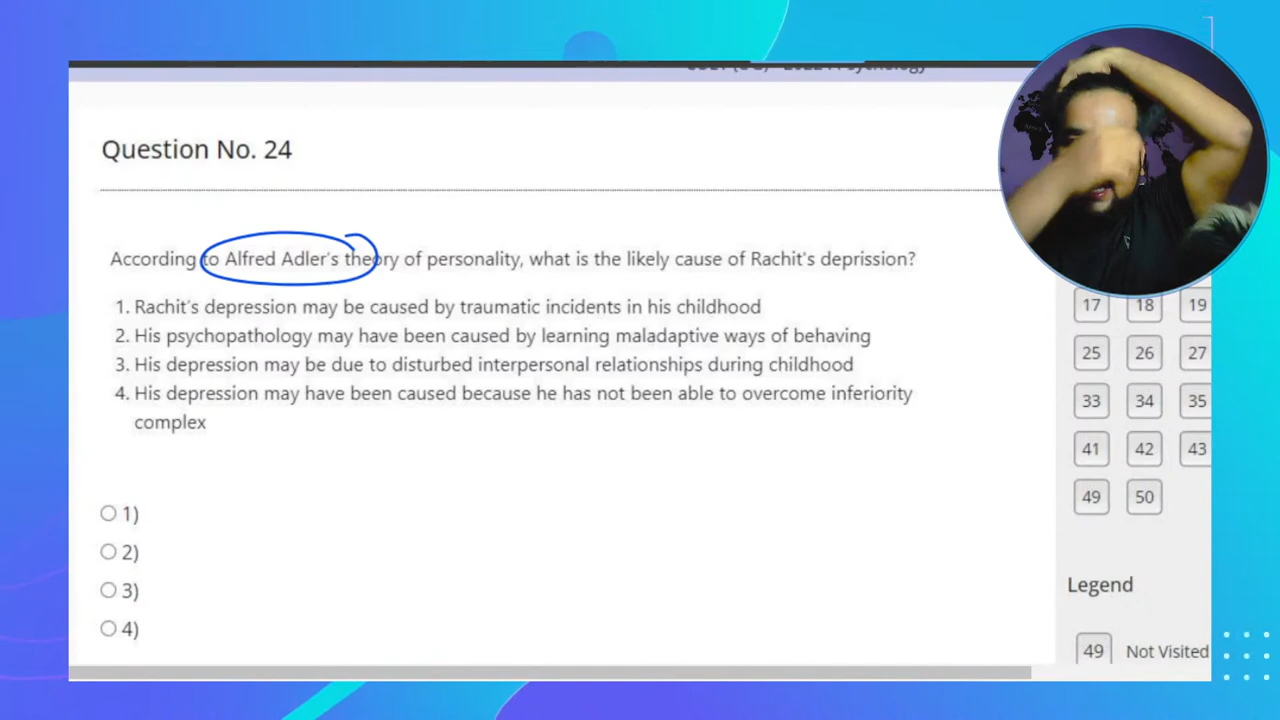 Question No. 24
According to Alfred Adler's theory of personality, what is the likely cause of Rachit's deprission?
1. Rachit's depression may be caused by traumatic incidents in his childhood
2. His psychopathology may have been caused by learning maladaptive ways of behaving
3. His depression may be due to disturbed interpersonal relationships during childhood
4. His depression may have been caused because he has not been able to overcome inferiority
complex
1)
2)
3)
4)
17 18 19
25 26 27
33 34 35
41 42 43
49 50
Legend
49 Not Visited